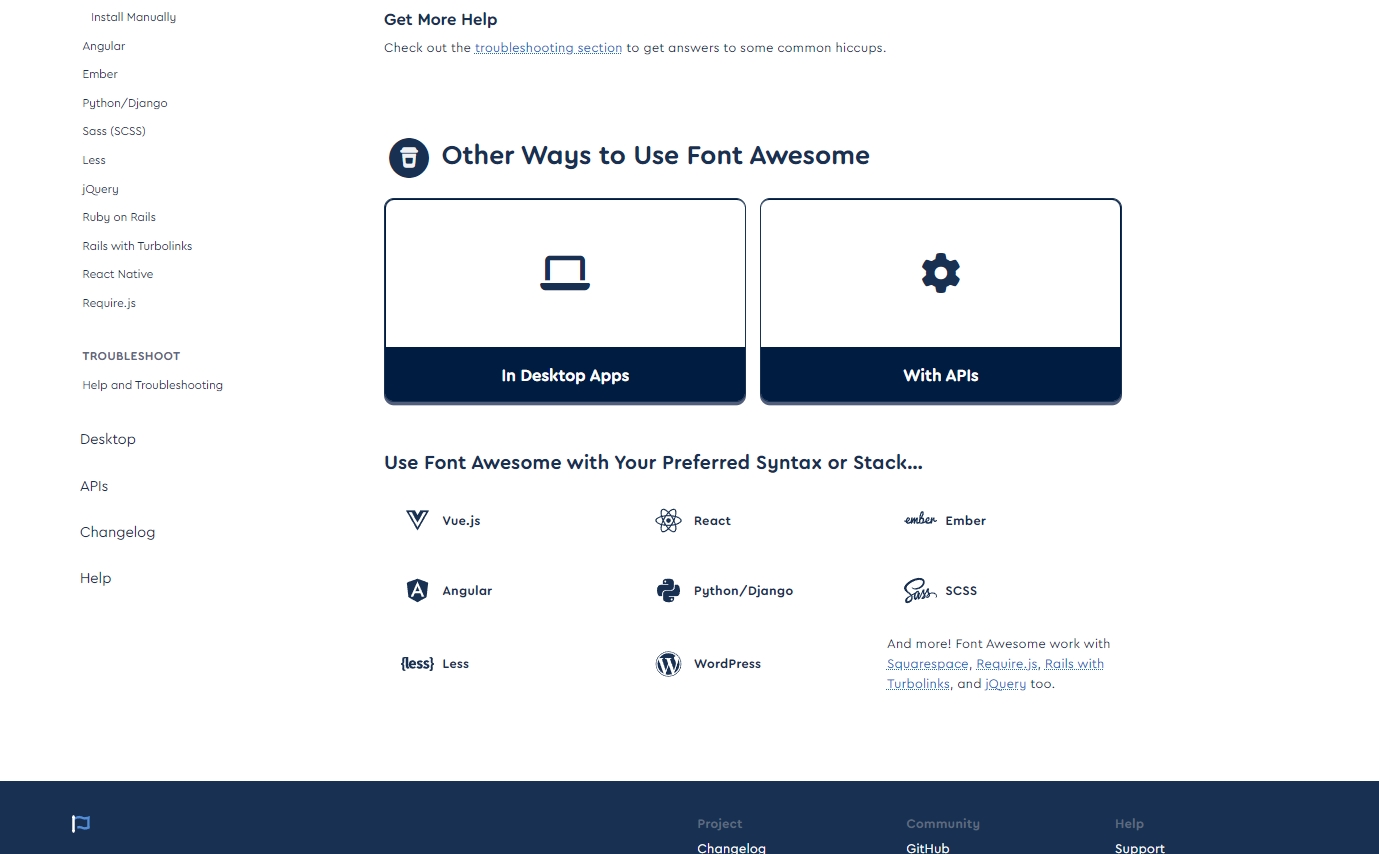 Install Manually
Angular
Ember
Python/Django
Sass (SCSS)
Less
jQuery
Ruby on Rails
Rails with Turbolinks
React Native
Require.js
TROUBLESHOOT
Help and Troubleshooting
Desktop
APIs
Changelog
Help
Get More Help
Check out the troubleshooting section to get answers to some common hiccups.
Other Ways to Use Font Awesome
In Desktop Apps
With APIs
Use Font Awesome with Your Preferred Syntax or Stack...
Vue.js
React
ember Ember
Angular
Python/Django
Sass SCSS
{less} Less
WordPress
And more! Font Awesome work with
Squarespace, Require.js, Rails with
Turbolinks, and jQuery too.
Project
Changelog
Community
GitHub
Help
Support